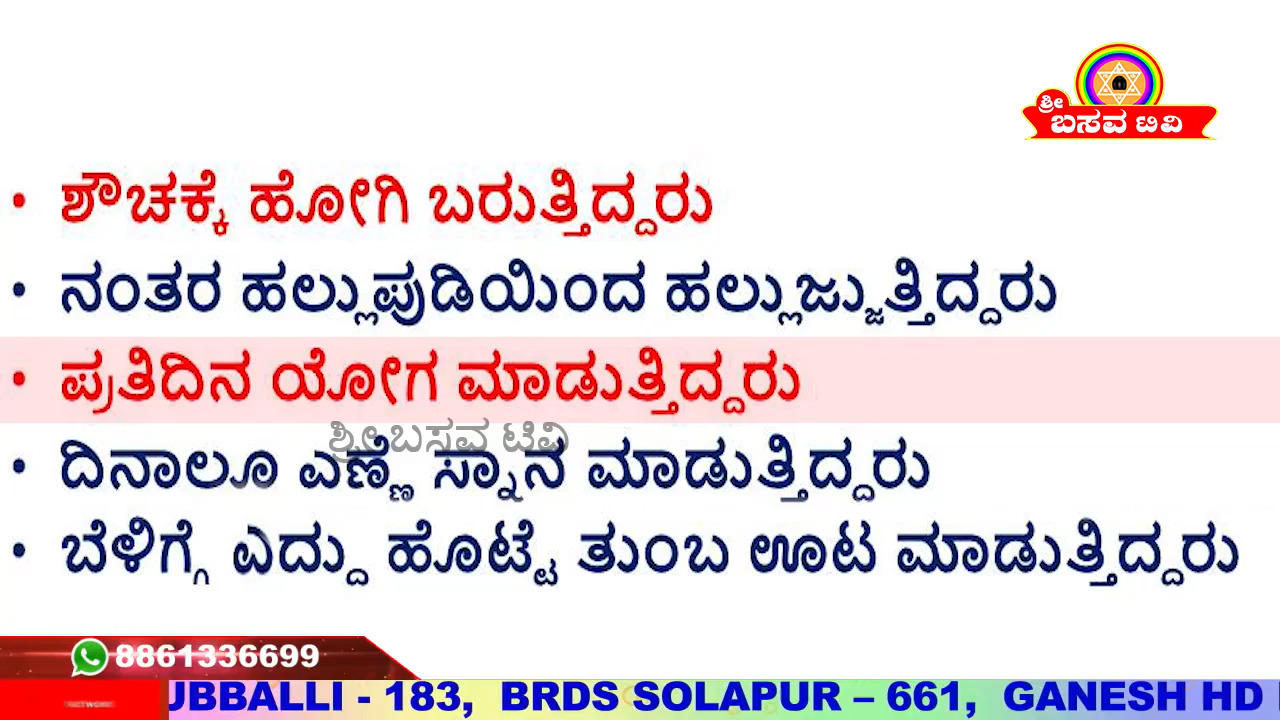 ಶ್ರೀ
ಬಸವ ಟಿವಿ
• ಶೌಚಕ್ಕೆ ಹೋಗಿ ಬರುತ್ತಿದ್ದರು
• ನಂತರ ಹಲ್ಲುಪುಡಿಯಿಂದ ಹಲ್ಲುಜ್ಜುತ್ತಿದ್ದರು
• ಪ್ರತಿದಿನ ಯೋಗ ಮಾಡುತ್ತಿದ್ದರು
ಶ್ರೀಬಸವ ಟಿವಿ
• ದಿನಾಲೂ ಎಣ್ಣೆ ಸ್ನಾನ ಮಾಡುತ್ತಿದ್ದರು
• ಬೆಳಿಗ್ಗೆ ಎದ್ದು ಹೊಟ್ಟೆ ತುಂಬ ಊಟ ಮಾಡುತ್ತಿದ್ದರು
8861336699
NETWORK
UBBALLI - 183, BRDS SOLAPUR – 661, GANESH HD